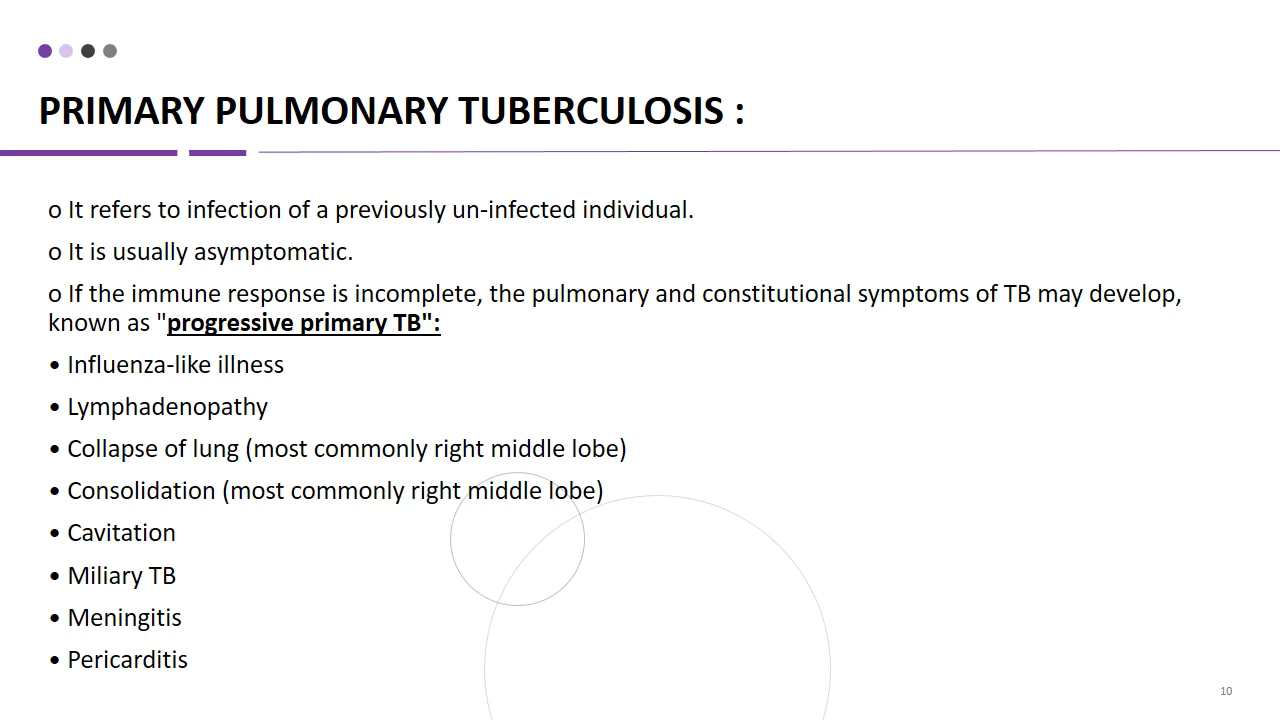 PRIMARY PULMONARY TUBERCULOSIS :
o It refers to infection of a previously un-infected individual.
o It is usually asymptomatic.
o If the immune response is incomplete, the pulmonary and constitutional symptoms of TB may develop,
known as "progressive primary TB":
• Influenza-like illness
• Lymphadenopathy
• Collapse of lung (most commonly right middle lobe)
• Consolidation (most commonly right middle lobe)
• Cavitation
• Miliary TB
• Meningitis
• Pericarditis
10